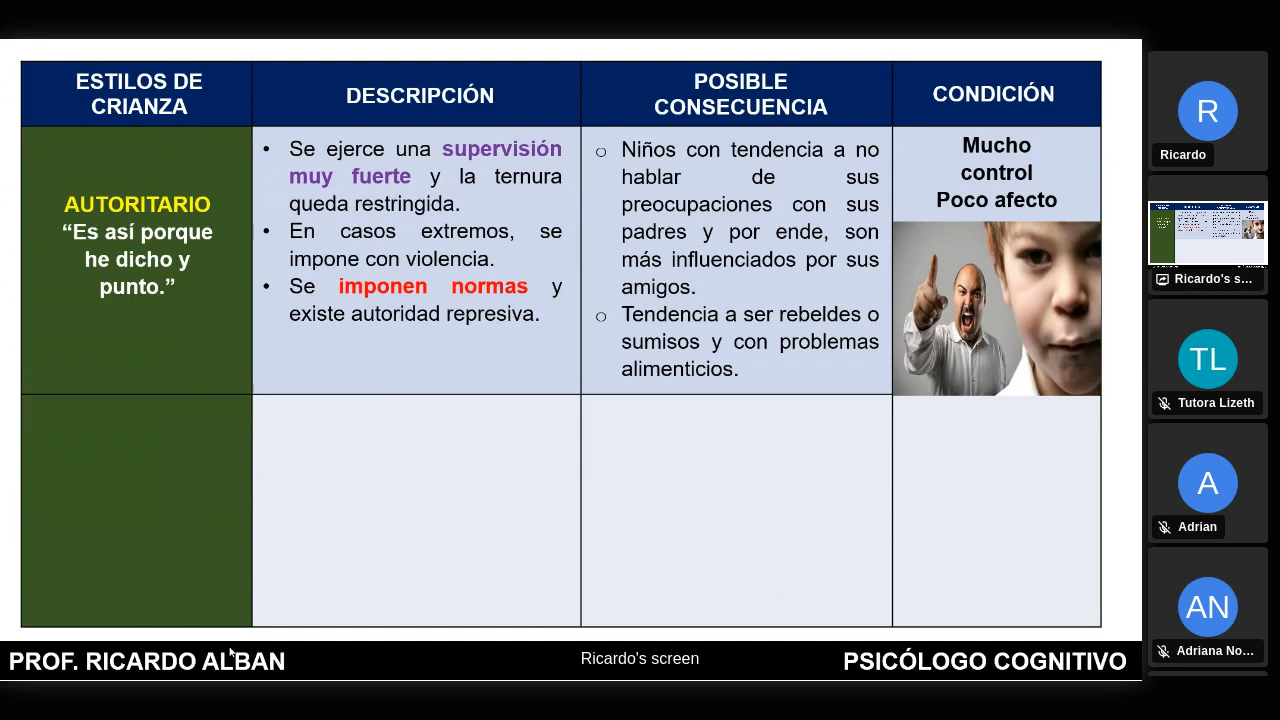 ESTILOS DE
CRIANZA
DESCRIPCIÓN
POSIBLE
CONSECUENCIA
CONDICIÓN
AUTORITARIO
“Es así porque
he dicho y
punto.”
• Se ejerce una supervisión
muy fuerte y la ternura
queda restringida.
• En casos extremos, se
impone con violencia.
• Se imponen normas y
existe autoridad represiva.
○ Niños con tendencia a no
hablar de sus
preocupaciones con sus
padres y por ende, son
más influenciados por sus
amigos.
○ Tendencia a ser rebeldes o
sumisos y con problemas
alimenticios.
Mucho
control
Poco afecto
PROF. RICARDO ALBAN
Ricardo's screen
PSICÓLOGO COGNITIVO
R
Ricardo
Ricardo's s...
TL
Tutora Lizeth
A
Adrian
AN
Adriana No...